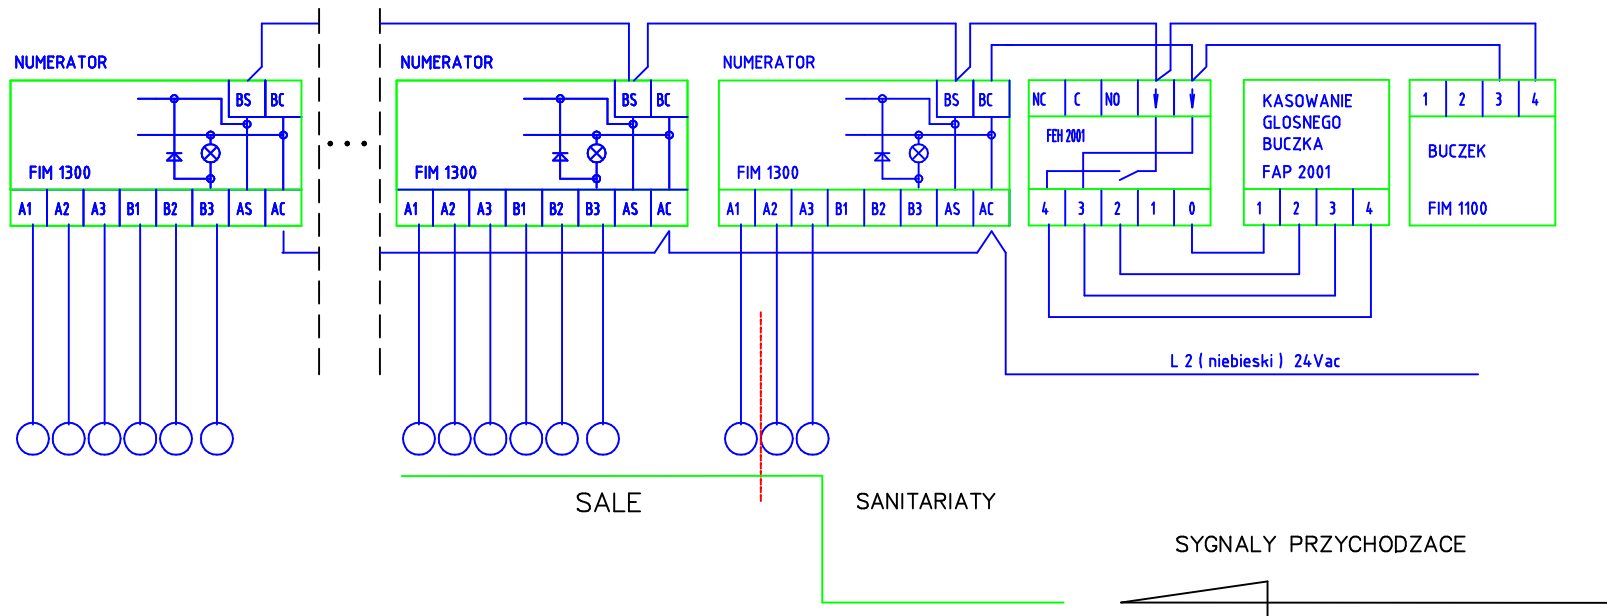 NUMERATOR
BS BC
FIM 1300
A1 A2 A3 B1 B2 B3 AS AC
NUMERATOR
BS BC
FIM 1300
A1 A2 A3 B1 B2 B3 AS AC
NUMERATOR
BS BC
FIM 1300
A1 A2 A3 B1 B2 B3 AS AC
NC C NO
FEH 2001
4 3 2 1 0
KASOWANIE
GLOSNEGO
BUCZKA
FAP 2001
1 2 3 4
1 2 3 4
BUCZEK
FIM 1100
L 2 ( niebieski ) 24Vac
SALE
SANITARIATY
SYGNALY PRZYCHODZACE